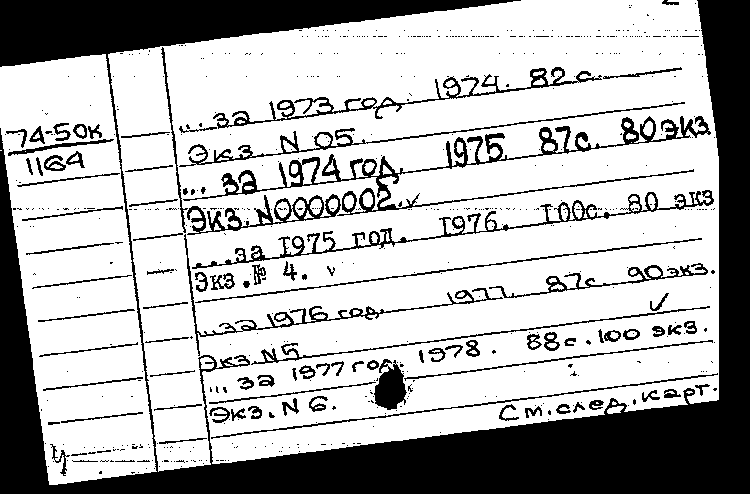 ... за 1973 год. 1974. 82 с.
74-50к
1164
Экз. N 05.
... за 1974 год. 1975. 87с. 80 экз.
Экз. N0000002.✓
...за I975 год. I976. I00с. 80 экз
Экз.№ 4. ✓
...за 1976 год. 1977. 87с. 90экз.
Экз. N5 ✓
... за 1977 год. 1978. 88с. 100 экз.
Экз. N 6.
См. след. карт.